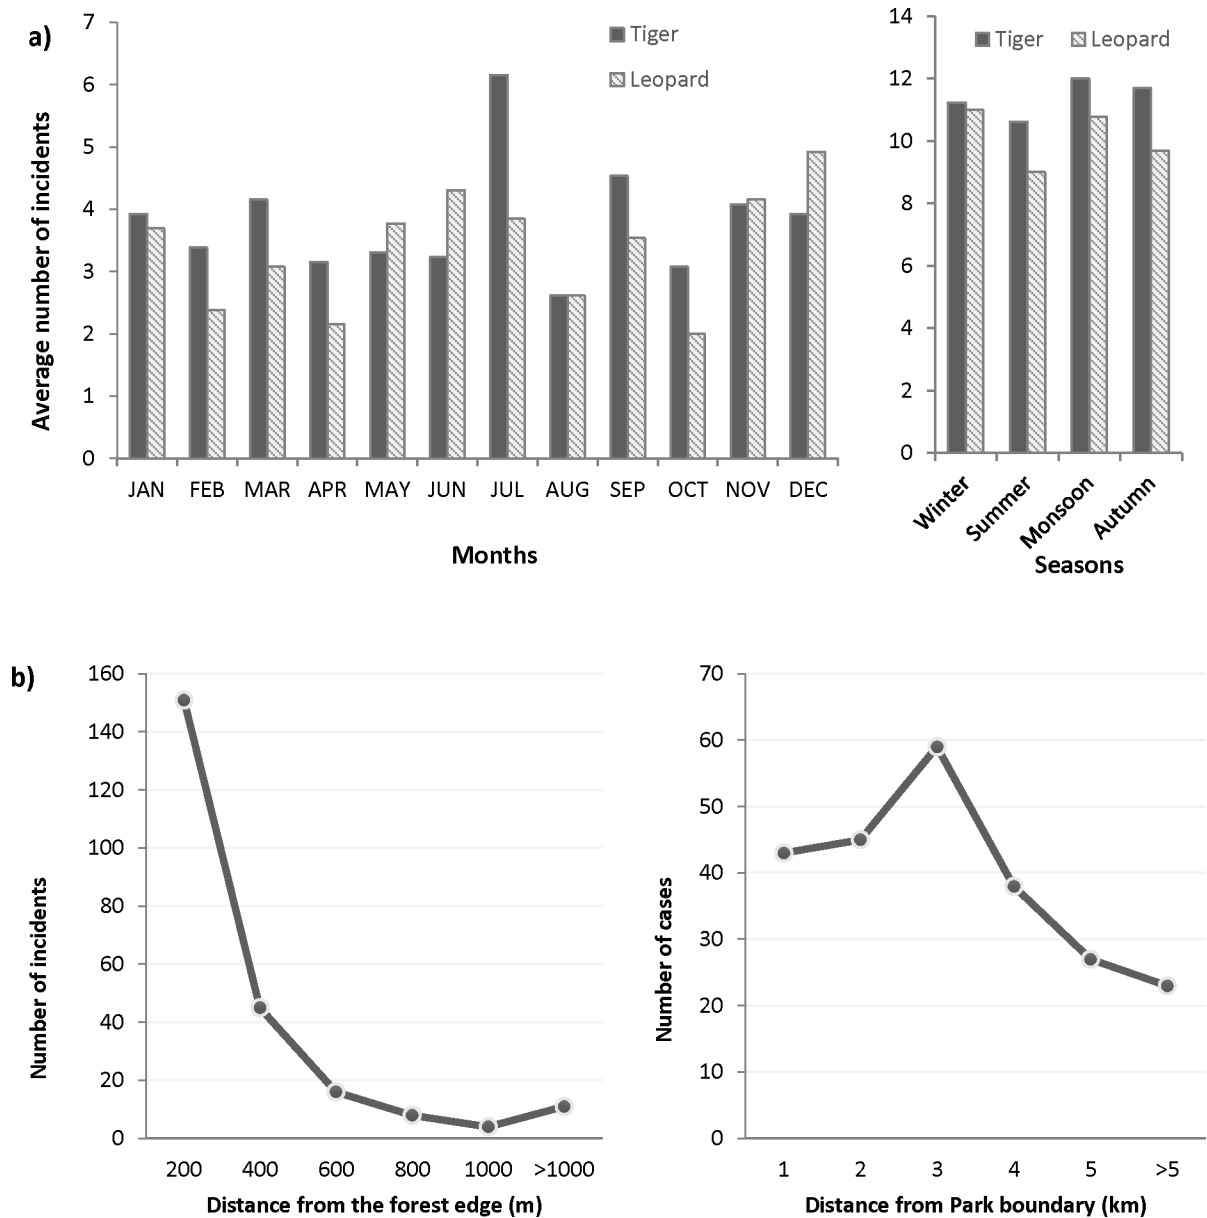 a)
Average number of incidents
7
6
5
4
3
2
1
0
Tiger
Leopard
JAN FEB MAR APR MAY JUN JUL AUG SEP OCT NOV DEC
Months
14
12
10
8
6
4
2
0
Tiger Leopard
Winter
Summer
Monsoon
Autumn
Seasons
b)
Number of incidents
160
140
120
100
80
60
40
20
0
200 400 600 800 1000 >1000
Distance from the forest edge (m)
Number of cases
70
60
50
40
30
20
10
0
1 2 3 4 5 >5
Distance from Park boundary (km)